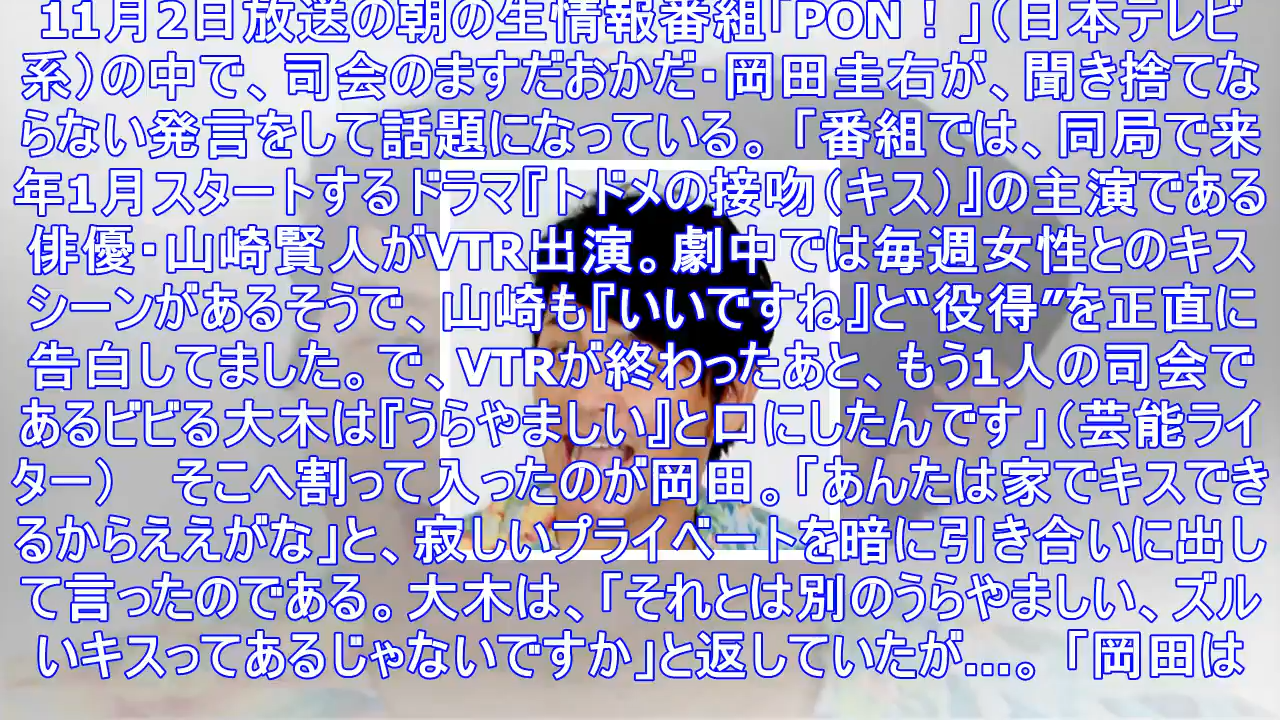 11月2日放送の朝の生情報番組「PON！」（日本テレビ
系）の中で、司会のますだおかだ・岡田圭右が、聞き捨てな
らない発言をして話題になっている。「番組では、同局で来
年1月スタートするドラマ『トドメの接吻（キス）』の主演である
俳優・山崎賢人がVTR出演。劇中では毎週女性とのキス
シーンがあるそうで、山崎も『いいですね』と“役得”を正直に
告白してました。で、VTRが終わったあと、もう1人の司会で
あるビビる大木は『うらやましい』と口にしたんです」（芸能ライ
ター）　そこへ割って入ったのが岡田。「あんたは家でキスでき
るからええがな」と、寂しいプライベートを暗に引き合いに出し
て言ったのである。大木は、「それとは別のうらやましい、ズル
いキスってあるじゃないですか」と返していたが…。「岡田は